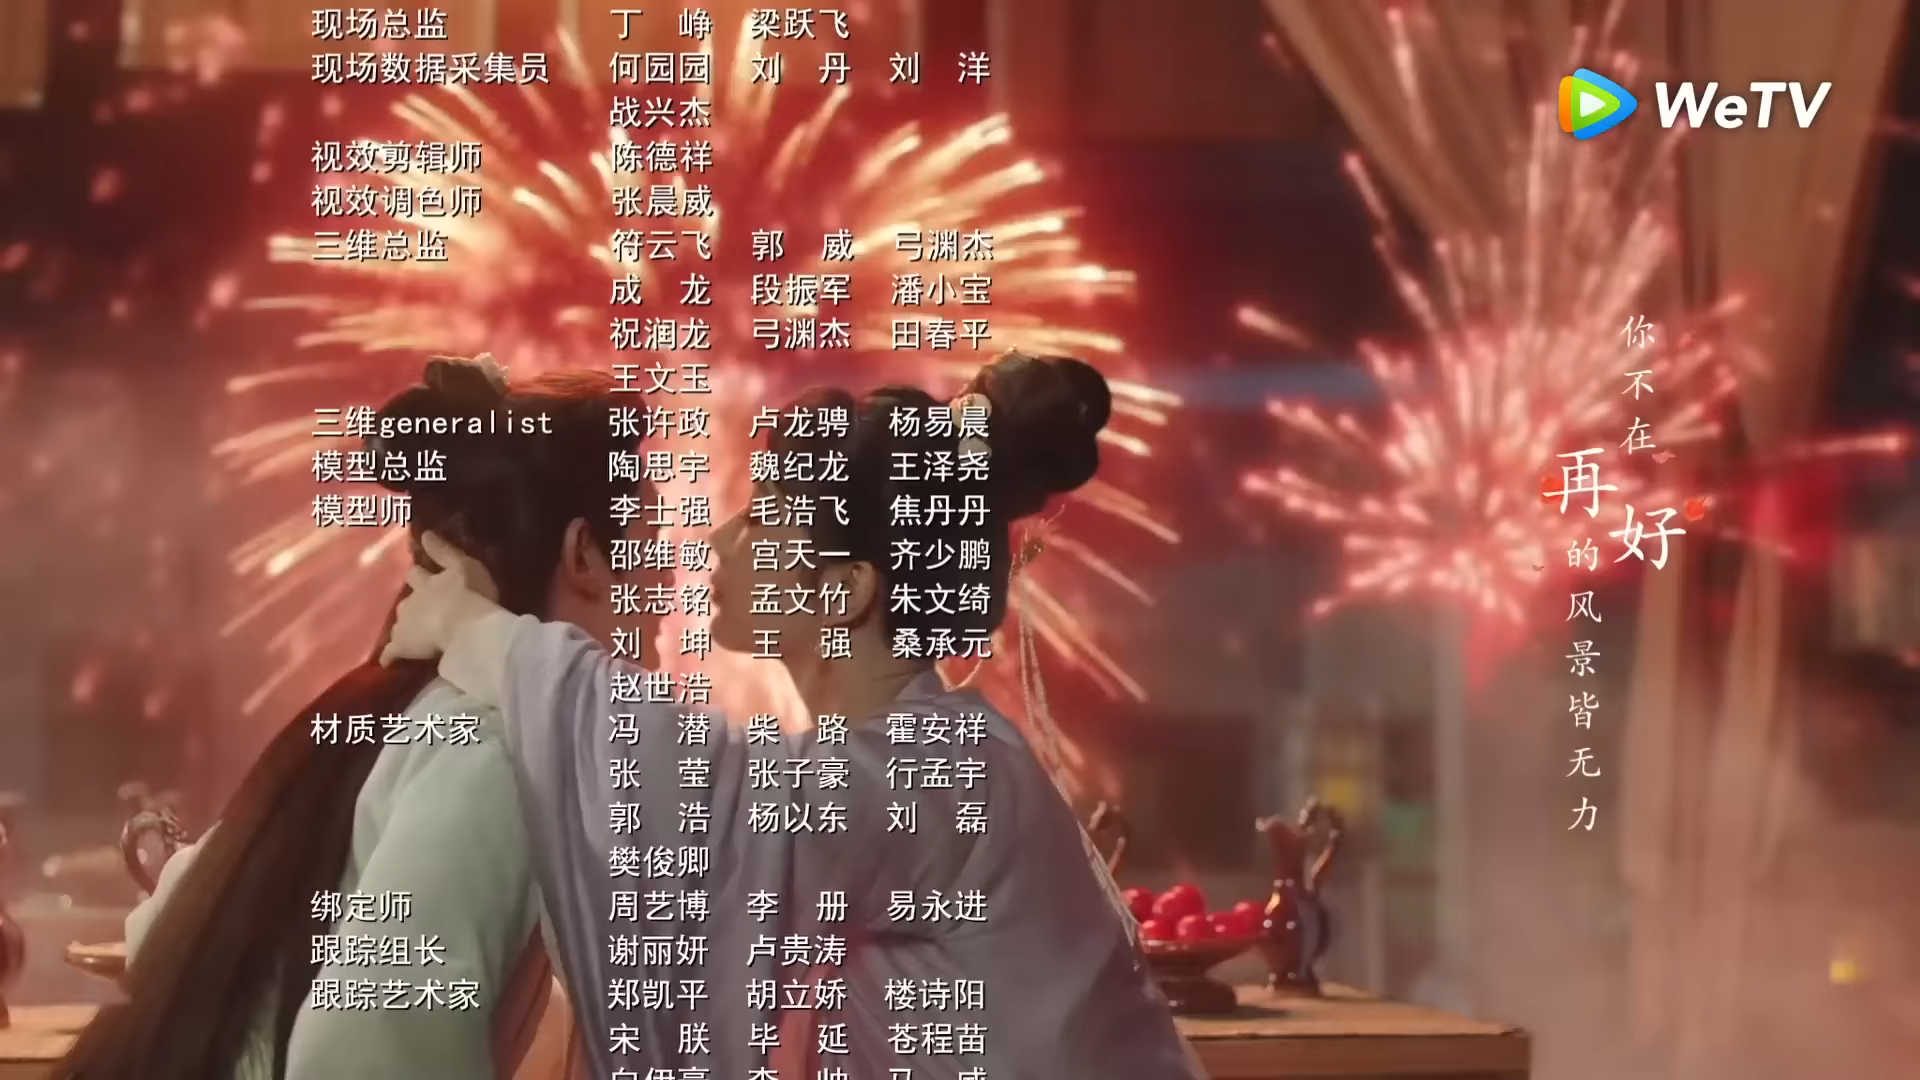 现场总监 丁峥 梁跃飞
现场数据采集员 何园园 刘丹 刘洋
战兴杰
视效剪辑师 陈德祥
视效调色师 张晨威
三维总监 符云飞 郭威 弓渊杰
成龙 段振军 潘小宝
祝润龙 弓渊杰 田春平
王文玉
三维generalist 张许政 卢龙骋 杨易晨
模型总监 陶思宇 魏纪龙 王泽尧
模型师 李士强 毛浩飞 焦丹丹
邵维敏 宫天一 齐少鹏
张志铭 孟文竹 朱文绮
刘坤 王强 桑承元
赵世浩
材质艺术家 冯潜 柴路 霍安祥
张莹 张子豪 行孟宇
郭浩 杨以东 刘磊
樊俊卿
绑定师 周艺博 李册 易永进
跟踪组长 谢丽妍 卢贵涛
跟踪艺术家 郑凯平 胡立娇 楼诗阳
宋朕 毕延 苍程苗
WeTV
你不在
再好的风景皆无力